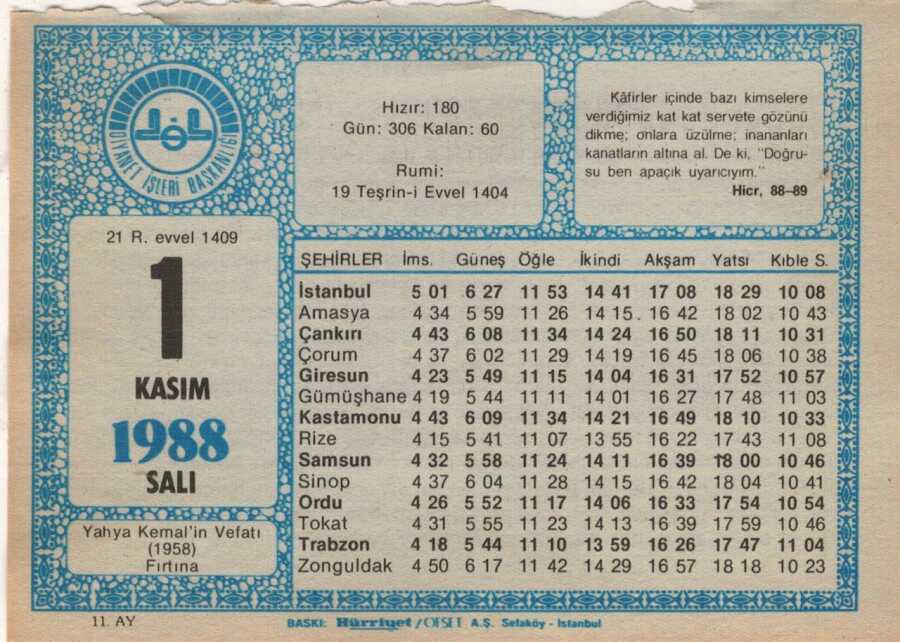 DİYANET İŞLERİ BAŞKANLIĞI
Hızır: 180
Gün: 306 Kalan: 60
Rumi:
19 Teşrin-i Evvel 1404
Kâfirler içinde bazı kimselere
verdiğimiz kat kat servete gözünü
dikme; onlara üzülme; inananları
kanatların altına al. De ki, "Doğru-
su ben apaçık uyarıcıyım."
Hicr, 88–89
21 R. evvel 1409
1
KASIM
1988
SALI
Yahya Kemal'in Vefatı
(1958)
Fırtına
ŞEHİRLER İms. Güneş Öğle İkindi Akşam Yatsı Kıble S.
İstanbul 5 01 6 27 11 53 14 41 17 08 18 29 10 08
Amasya 4 34 5 59 11 26 14 15 16 42 18 02 10 43
Çankırı 4 43 6 08 11 34 14 24 16 50 18 11 10 31
Çorum 4 37 6 02 11 29 14 19 16 45 18 06 10 38
Giresun 4 23 5 49 11 15 14 04 16 31 17 52 10 57
Gümüşhane 4 19 5 44 11 11 14 01 16 27 17 48 11 03
Kastamonu 4 43 6 09 11 34 14 21 16 49 18 10 10 33
Rize 4 15 5 41 11 07 13 55 16 22 17 43 11 08
Samsun 4 32 5 58 11 24 14 11 16 39 18 00 10 46
Sinop 4 37 6 04 11 28 14 15 16 42 18 04 10 41
Ordu 4 26 5 52 11 17 14 06 16 33 17 54 10 54
Tokat 4 31 5 55 11 23 14 13 16 39 17 59 10 46
Trabzon 4 18 5 44 11 10 13 59 16 26 17 47 11 04
Zonguldak 4 50 6 17 11 42 14 29 16 57 18 18 10 23
11. AY
BASKI: Hürriyet/OFSET A.Ş. Sefaköy - İstanbul